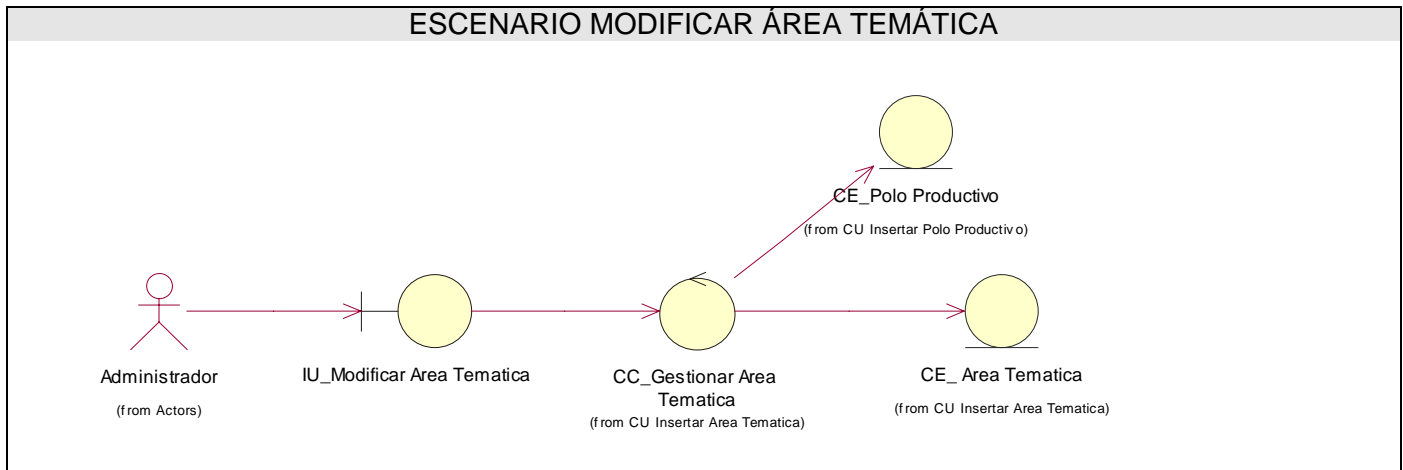 ESCENARIO MODIFICAR ÁREA TEMÁTICA
CE_Polo Productivo
(from CU Insertar Polo Productivo)
Administrador
(from Actors)
IU_Modificar Area Tematica
CC_Gestionar Area
Tematica
(from CU Insertar Area Tematica)
CE_ Area Tematica
(from CU Insertar Area Tematica)